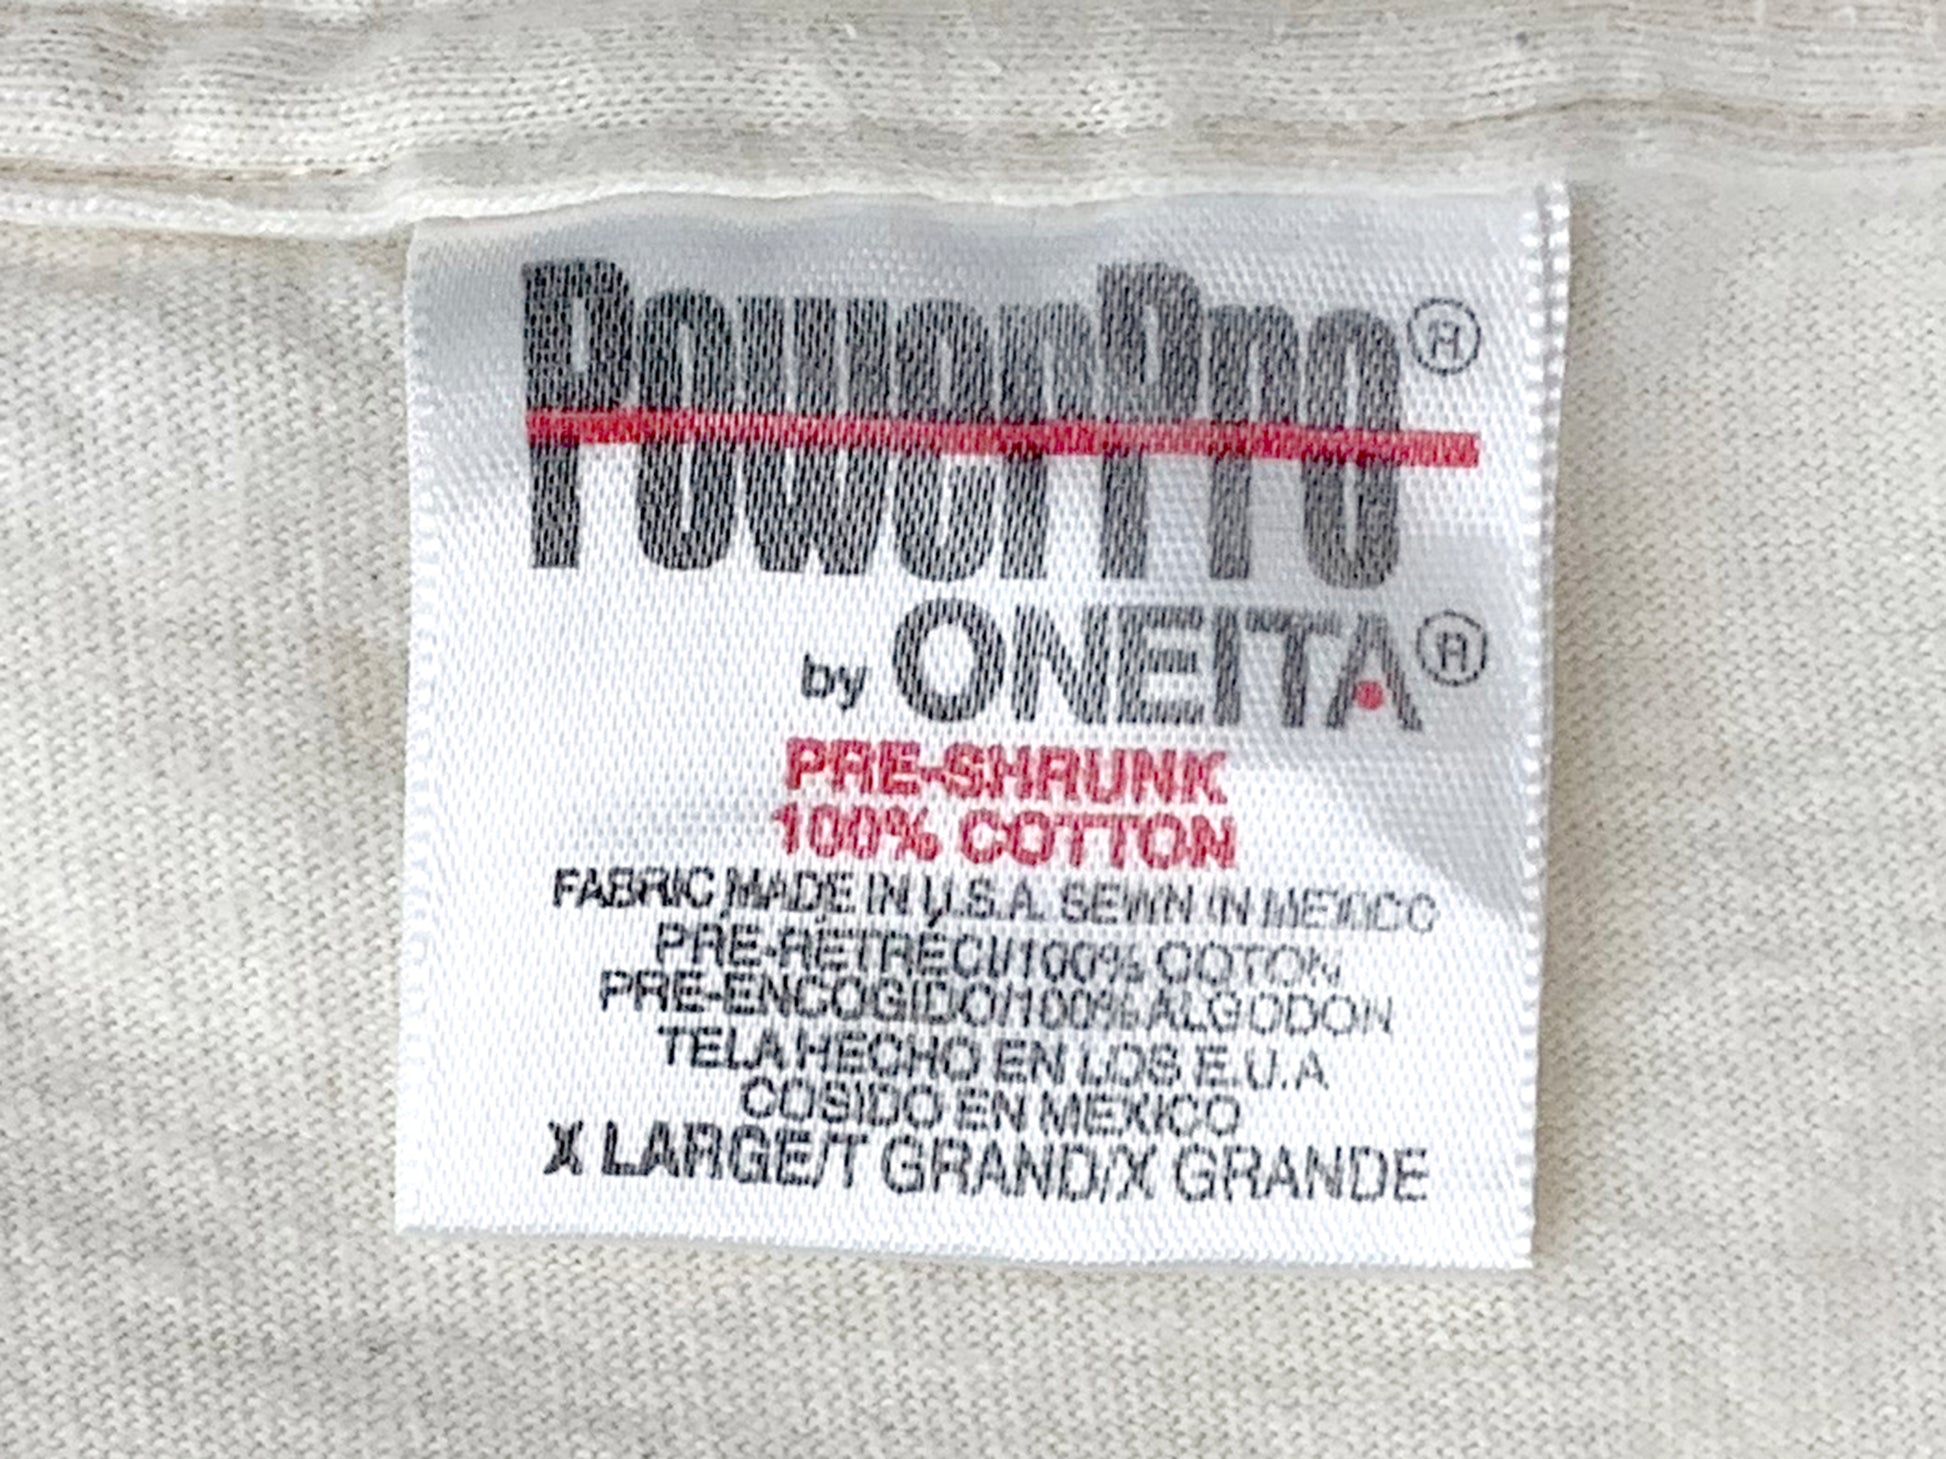 PowerPro®
by ONEITA®
PRE-SHRUNK
100% COTTON
FABRIC MADE IN U.S.A. SEWN IN MEXICO
PRE-RÉTRÉCI/100% COTON
PRE-ENCOGIDO/100% ALGODON
TELA HECHO EN LOS E.U.A
COSIDO EN MEXICO
X LARGE/T GRAND/X GRANDE